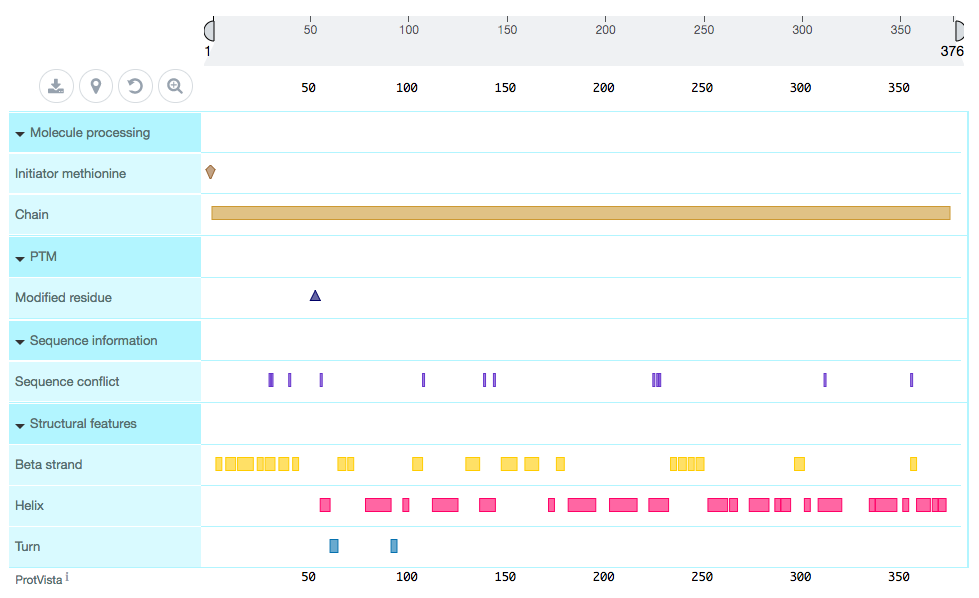 50 100 150 200 250 300 350
1 376
50 100 150 200 250 300 350
Molecule processing
Initiator methionine
Chain
PTM
Modified residue
Sequence information
Sequence conflict
Structural features
Beta strand
Helix
Turn
ProtVista i 50 100 150 200 250 300 350